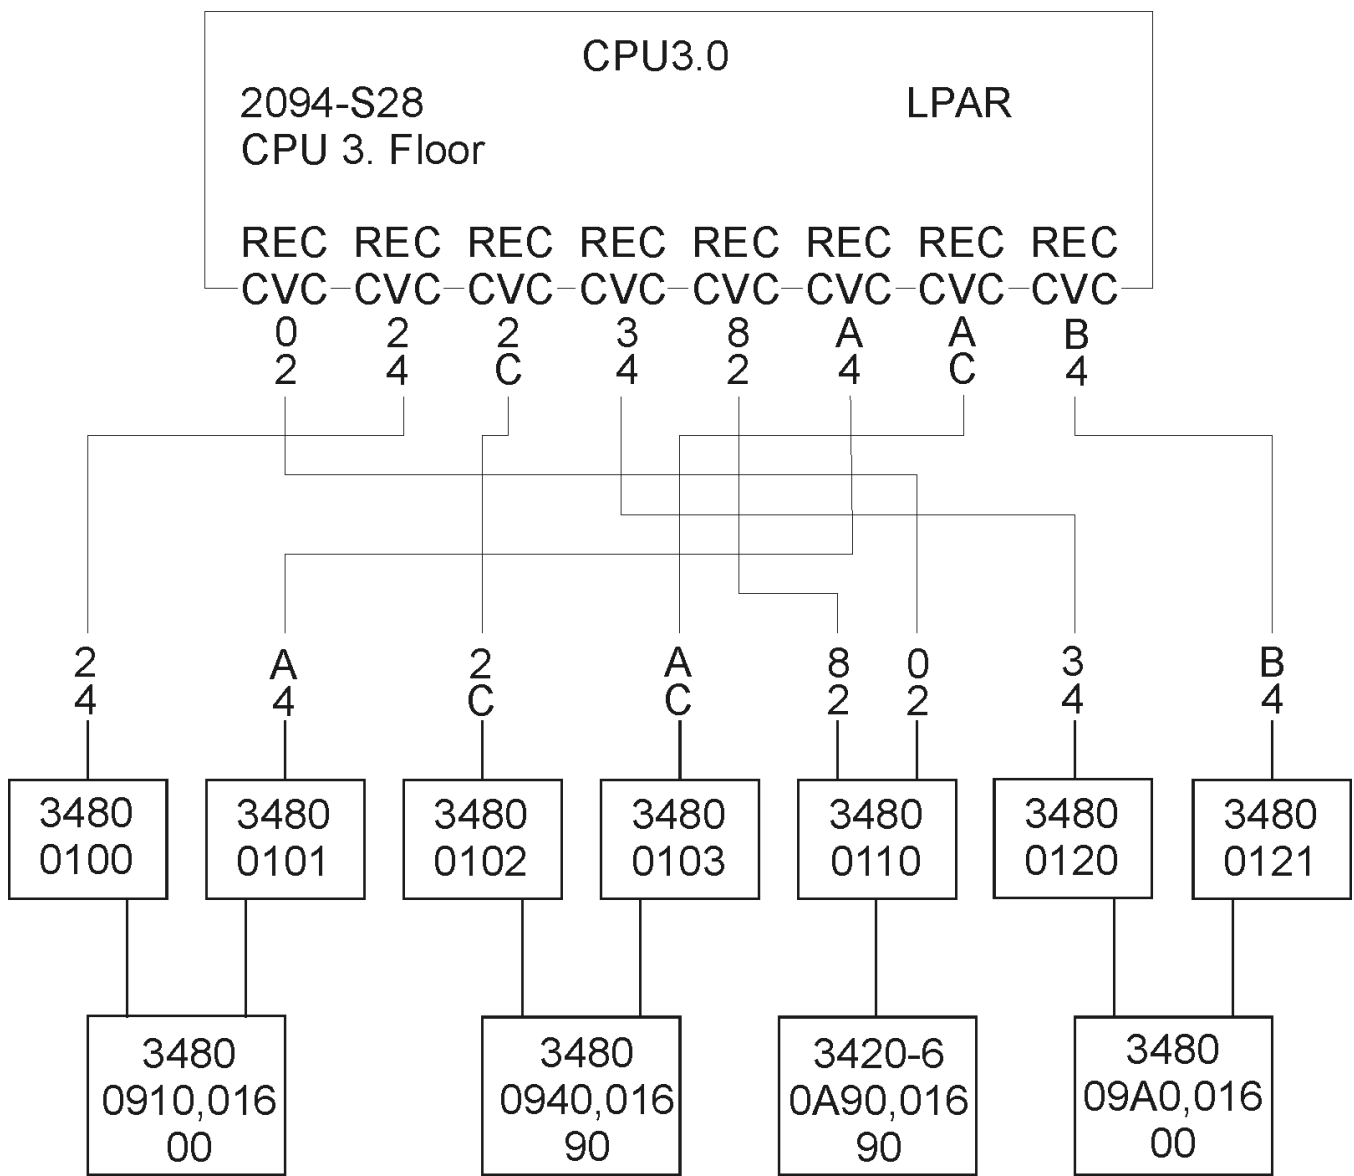 CPU3.0
2094-S28 LPAR
CPU 3. Floor
REC REC REC REC REC REC REC REC
CVC CVC CVC CVC CVC CVC CVC CVC
0 2 2 3 8 A A B
2 4 C 4 2 4 C 4
2 A 2 A 8 0 3 B
4 4 C C 2 2 4 4
3480 3480 3480 3480 3480 3480 3480
0100 0101 0102 0103 0110 0120 0121
3480 3480 3420-6 3480
0910,016 0940,016 0A90,016 09A0,016
00 90 90 00